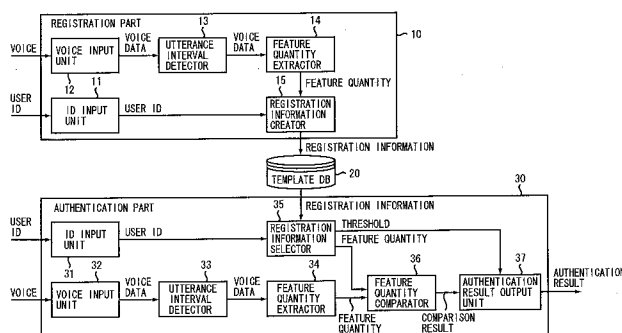 REGISTRATION PART
10
VOICE
VOICE INPUT
UNIT
12
VOICE
DATA
13
UTTERANCE
INTERVAL
DETECTOR
VOICE
DATA
14
FEATURE
QUANTITY
EXTRACTOR
FEATURE QUANTITY
USER
ID
11
ID INPUT
UNIT
USER ID
15
REGISTRATION
INFORMATION
CREATOR
REGISTRATION INFORMATION
TEMPLATE DB
20
30
AUTHENTICATION PART
REGISTRATION INFORMATION
USER
ID
ID INPUT
UNIT
31
USER ID
35
REGISTRATION
INFORMATION
SELECTOR
THRESHOLD
FEATURE QUANTITY
VOICE
32
VOICE INPUT
UNIT
VOICE
DATA
33
UTTERANCE
INTERVAL
DETECTOR
VOICE
DATA
34
FEATURE
QUANTITY
EXTRACTOR
FEATURE
QUANTITY
36
FEATURE
QUANTITY
COMPARATOR
COMPARISON
RESULT
37
AUTHENTICATION
RESULT OUTPUT
UNIT
AUTHENTICATION
RESULT